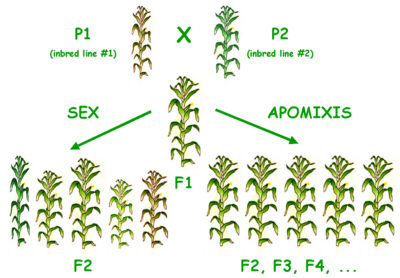 P1
(inbred line #1)
X
P2
(inbred line #2)
SEX
APOMIXIS
F1
F2
F2, F3, F4, ...